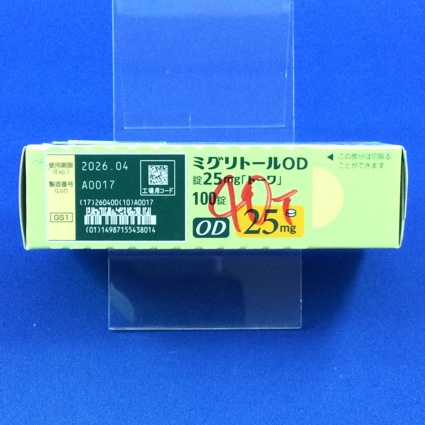 使用期限
(Exp.)
2026.04
製造番号
(Lot)
A0017
工場用コード
GS1
(17)260400(10)A0017
(01)14987155438014
ミグリトールOD
錠25mg「トーワ」
100錠
OD 25mg
40T
◀ この部分は切取る
ことができます